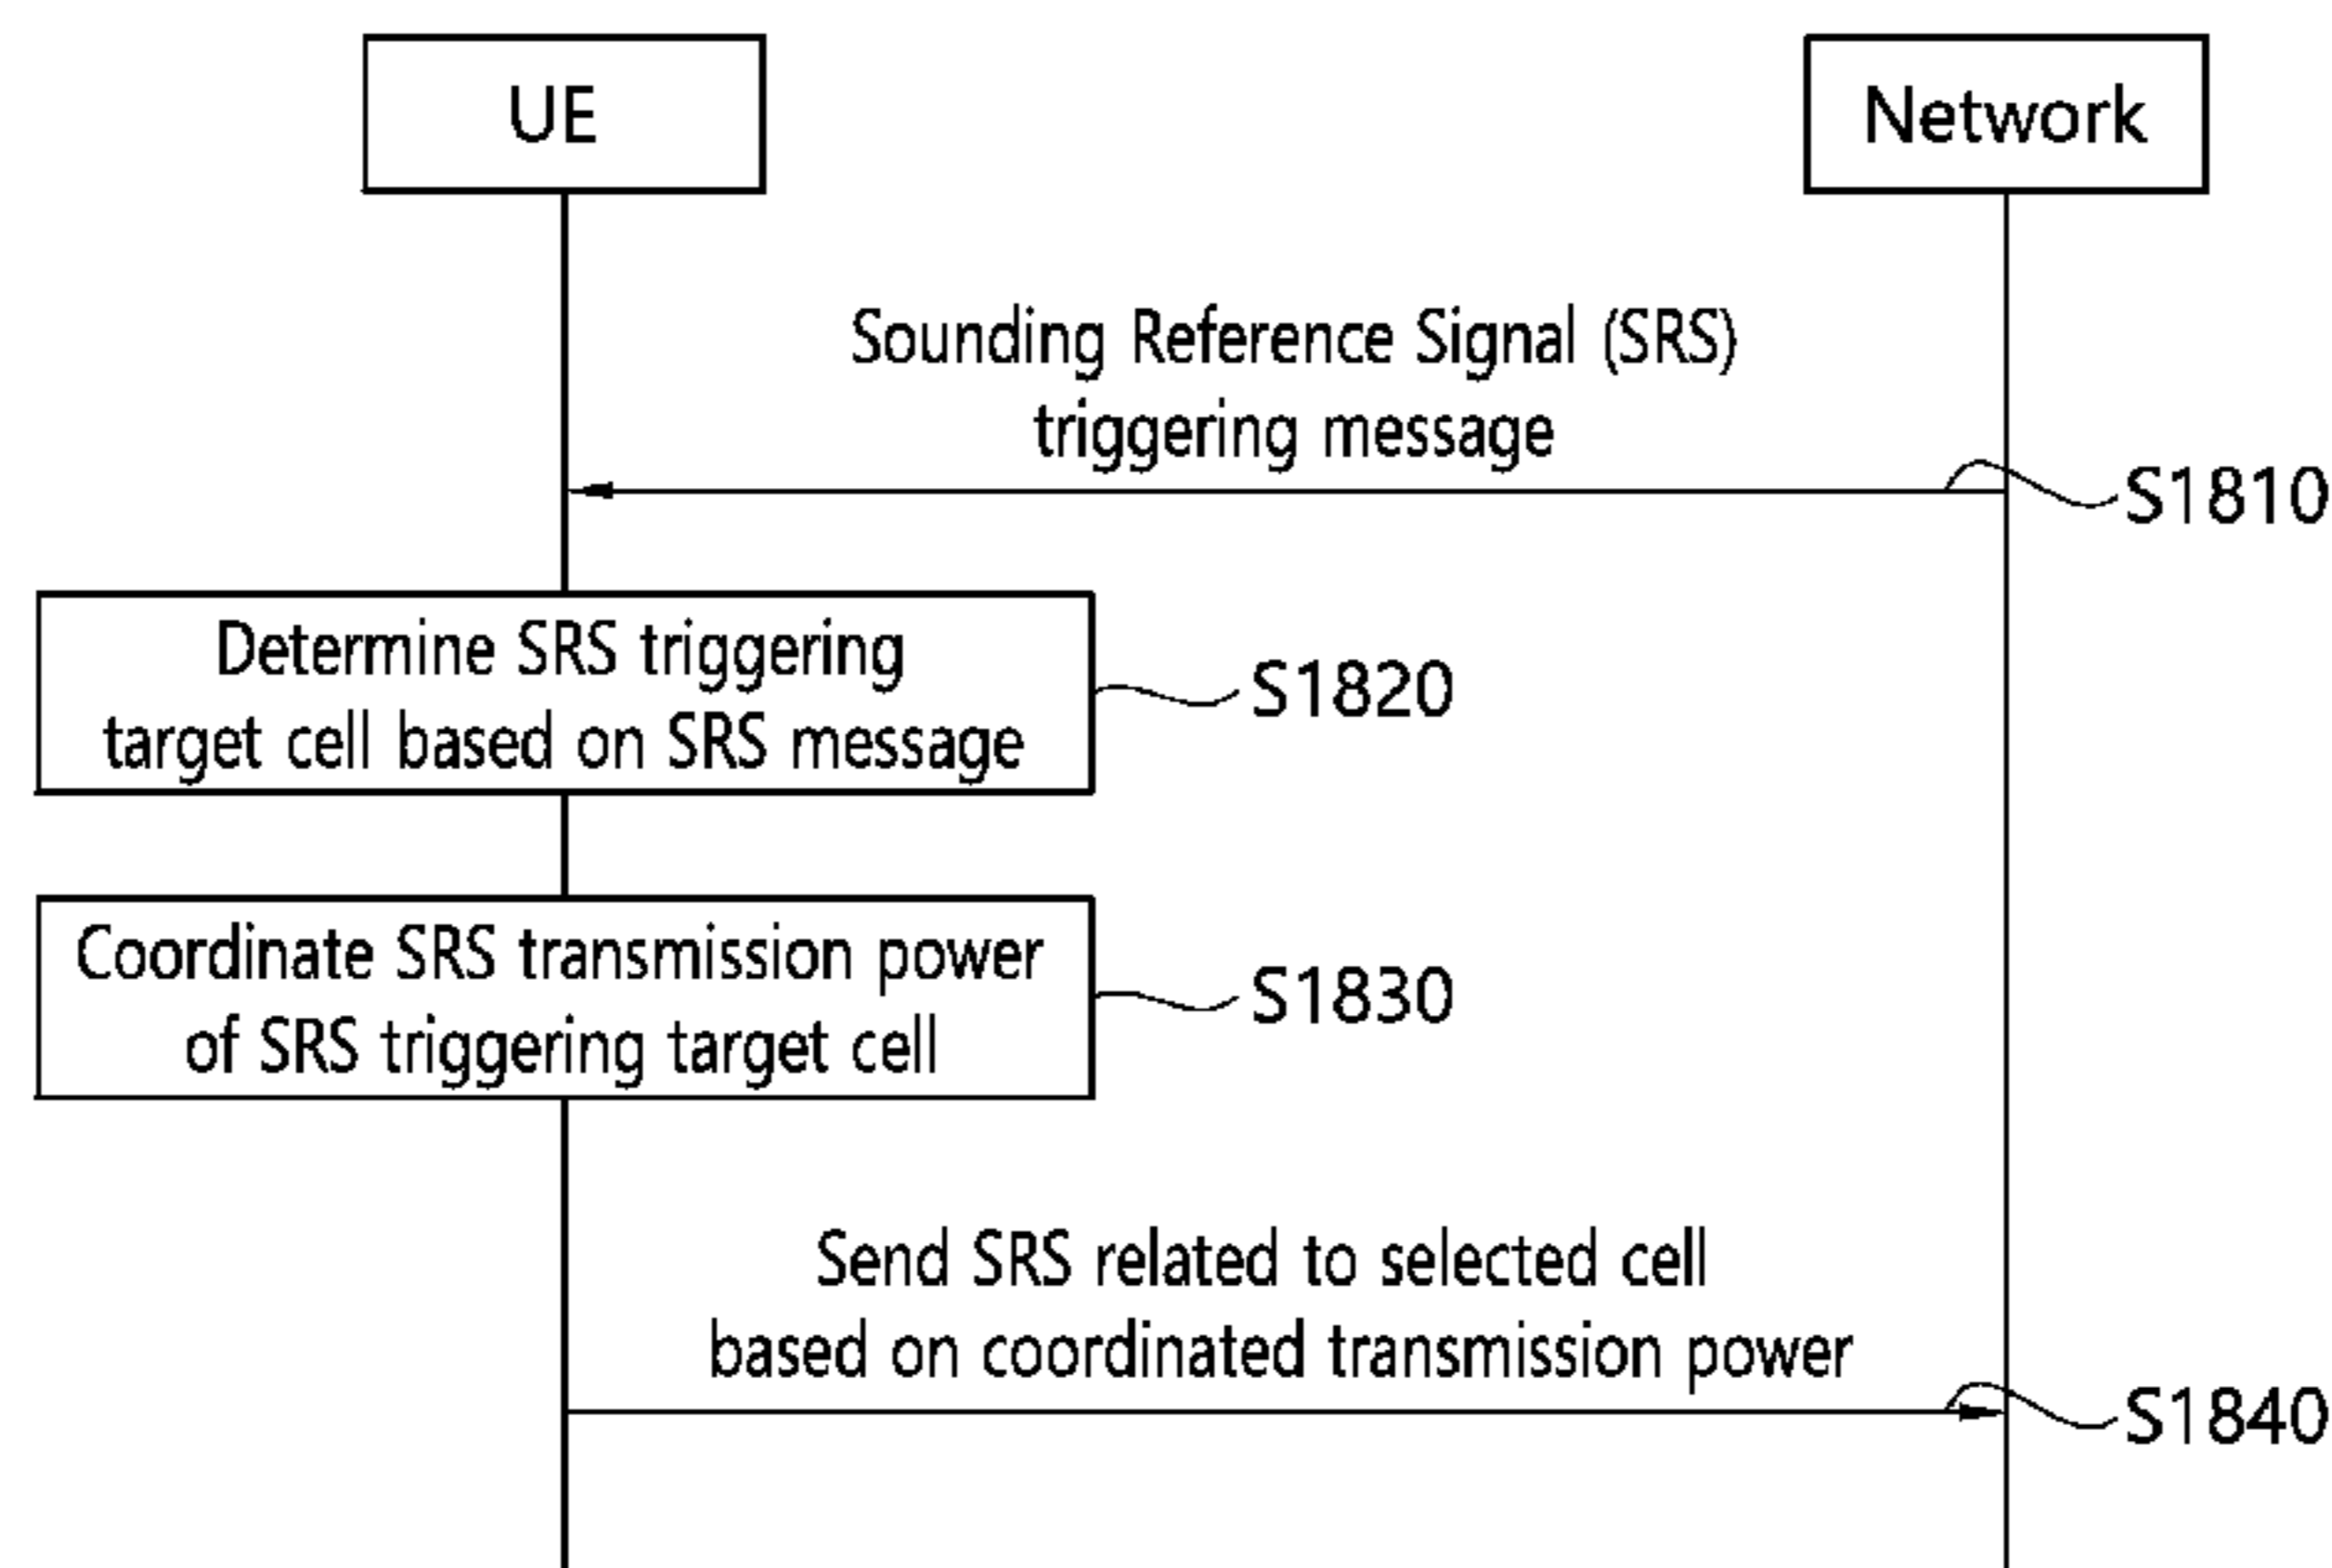 UE
Network
Sounding Reference Signal (SRS)
triggering message
S1810
Determine SRS triggering
target cell based on SRS message
S1820
Coordinate SRS transmission power
of SRS triggering target cell
S1830
Send SRS related to selected cell
based on coordinated transmission power
S1840